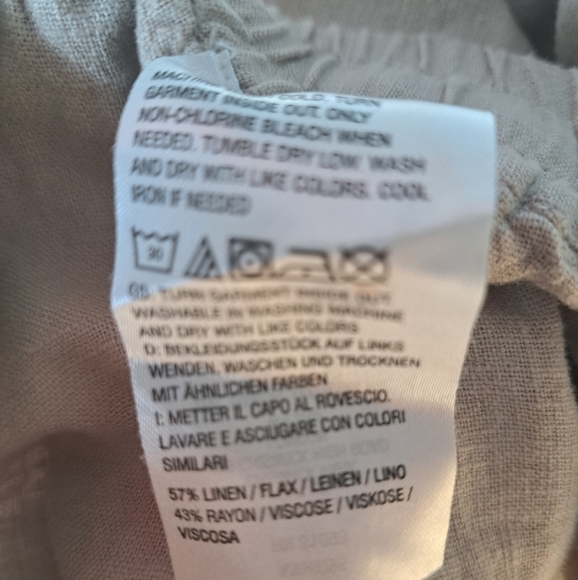 COLD. TURN
GARMENT INSIDE OUT. ONLY
NON-CHLORINE BLEACH WHEN
NEEDED. TUMBLE DRY LOW. WASH
AND DRY WITH LIKE COLORS. COOL
IRON IF NEEDED
30
GB: TURN GARMENT INSIDE OUT
WASHABLE IN WASHING MACHINE
AND DRY WITH LIKE COLORS
D: BEKLEIDUNGSSTÜCK AUF LINKS
WENDEN, WASCHEN UND TROCKNEN
MIT ÄHNLICHEN FARBEN
I: METTERE IL CAPO AL ROVESCIO.
LAVARE E ASCIUGARE CON COLORI
SIMILARI
57% LINEN / FLAX / LEINEN / LINO
43% RAYON / VISCOSE / VISKOSE /
VISCOSA